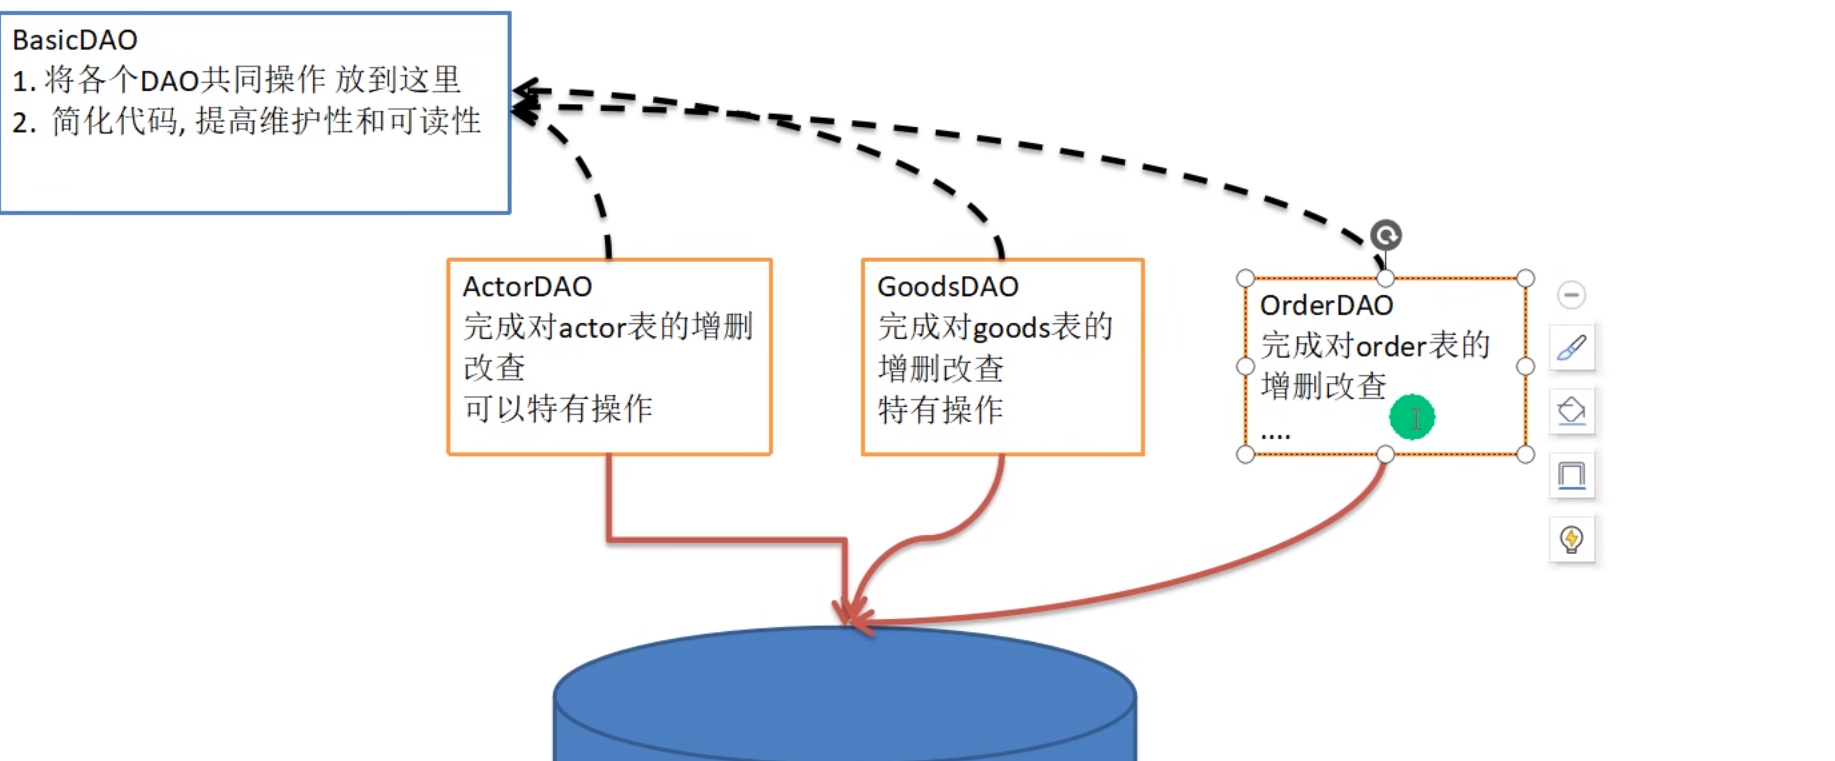 BasicDAO
1. 将各个DAO共同操作 放到这里
2. 简化代码, 提高维护性和可读性
ActorDAO
完成对actor表的增删
改查
可以特有操作
GoodsDAO
完成对goods表的
增删改查
特有操作
OrderDAO
完成对order表的
增删改查
....